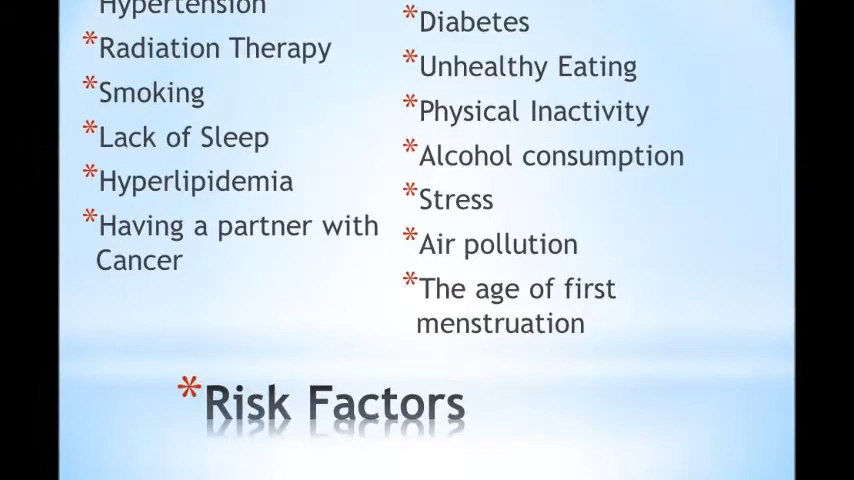 Hypertension
*Radiation Therapy
*Smoking
*Lack of Sleep
*Hyperlipidemia
*Having a partner with
Cancer
*Diabetes
*Unhealthy Eating
*Physical Inactivity
*Alcohol consumption
*Stress
*Air pollution
*The age of first
menstruation
*Risk Factors